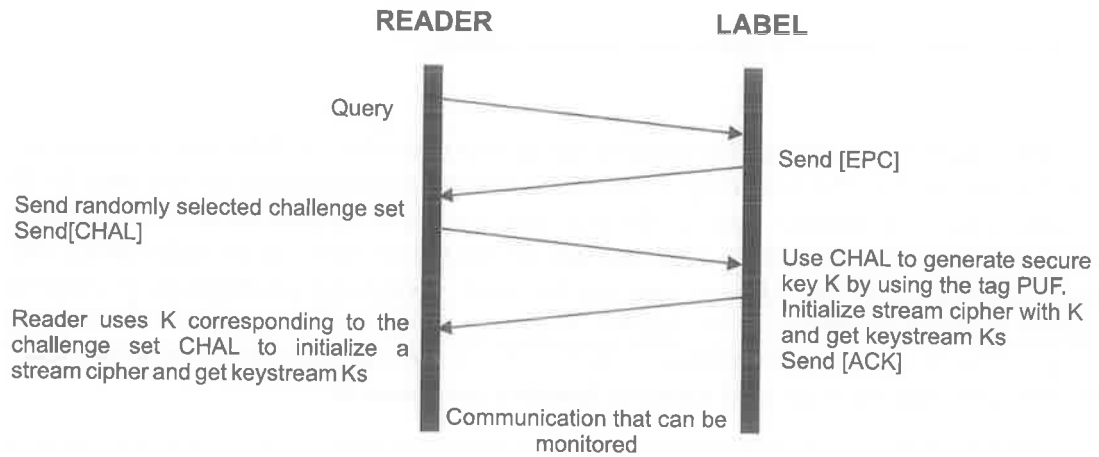 READER
LABEL
Query
Send [EPC]
Send randomly selected challenge set
Send[CHAL]
Use CHAL to generate secure
key K by using the tag PUF.
Initialize stream cipher with K
and get keystream Ks
Send [ACK]
Reader uses K corresponding to the
challenge set CHAL to initialize a
stream cipher and get keystream Ks
Communication that can be
monitored